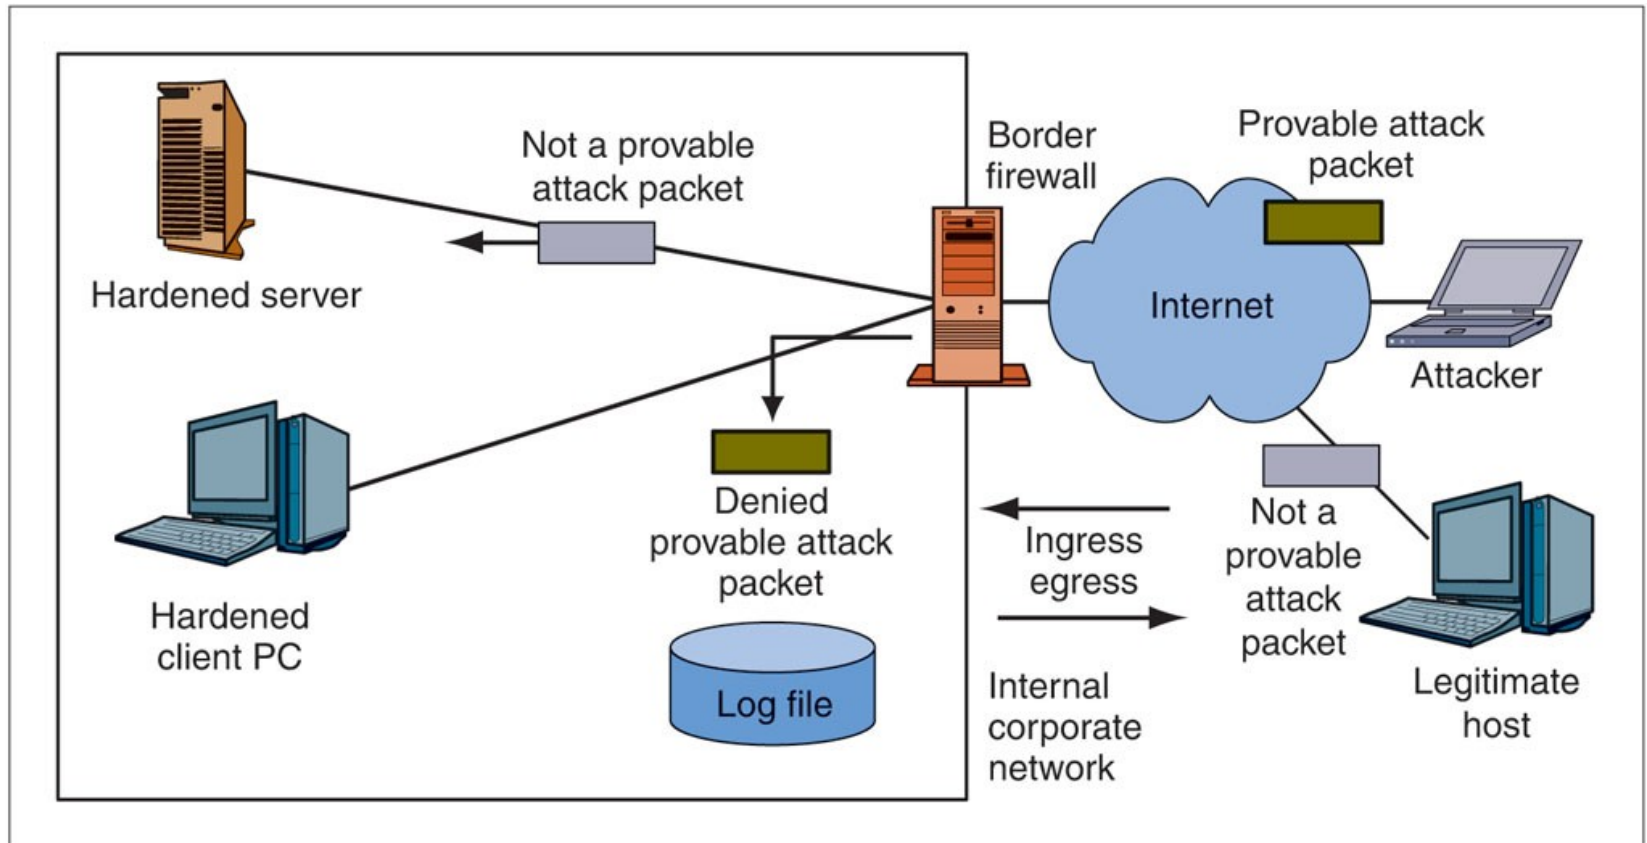 Not a provable
attack packet
Hardened server
Border
firewall
Provable attack
packet
Internet
Attacker
Denied
provable attack
packet
Log file
Hardened
client PC
Ingress
egress
Internal
corporate
network
Not a
provable
attack
packet
Legitimate
host